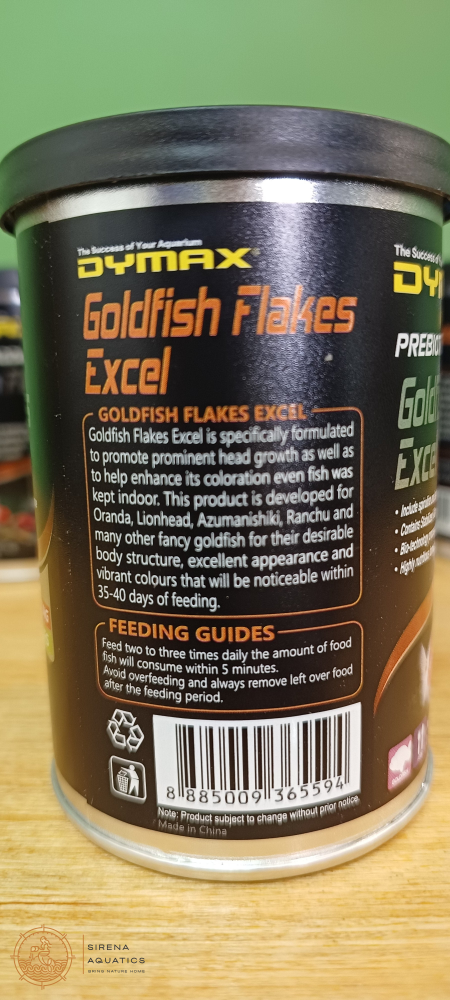 The Success of Your Aquarium
DYMAX
Goldfish Flakes
Excel
GOLDFISH FLAKES EXCEL
Goldfish Flakes Excel is specifically formulated
to promote prominent head growth as well as
to help enhance its coloration even fish was
kept indoor. This product is developed for
Oranda, Lionhead, Azumanishiki, Ranchu and
many other fancy goldfish for their desirable
body structure, excellent appearance and
vibrant colours that will be noticeable within
35-40 days of feeding.
FEEDING GUIDES
Feed two to three times daily the amount of food
fish will consume within 5 minutes.
Avoid overfeeding and always remove left over food
after the feeding period.
8 885009 365594
Note: Product subject to change without prior notice.
Made in China
The Success of
Excel
• Include
• Contains
• Bio-technology
• Highly
SIRENA
AQUATICS
BRING NATURE HOME